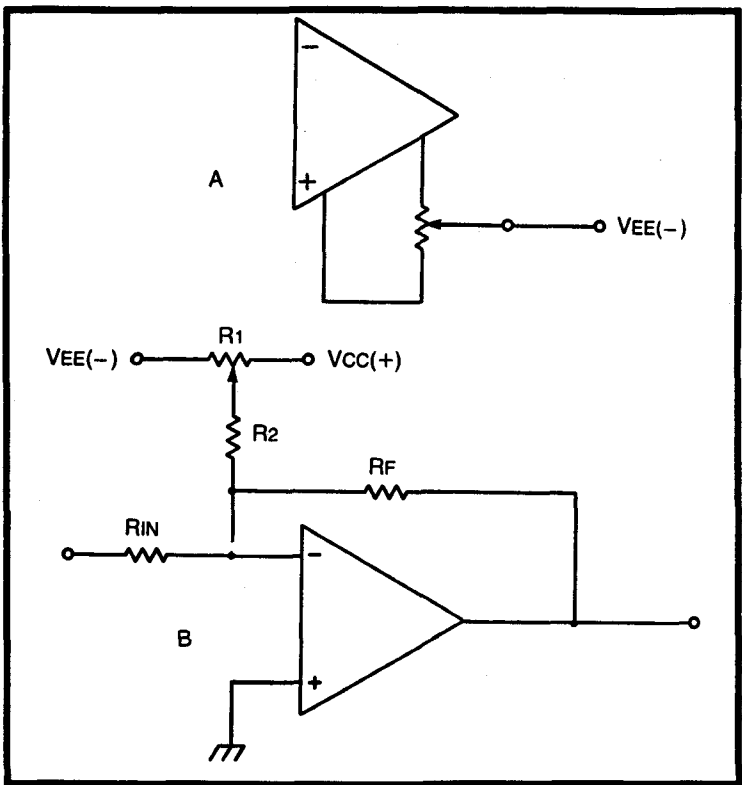 −
A
+
VEE(−)
R1
VEE(−)
VCC(+)
R2
RF
RIN
−
B
+